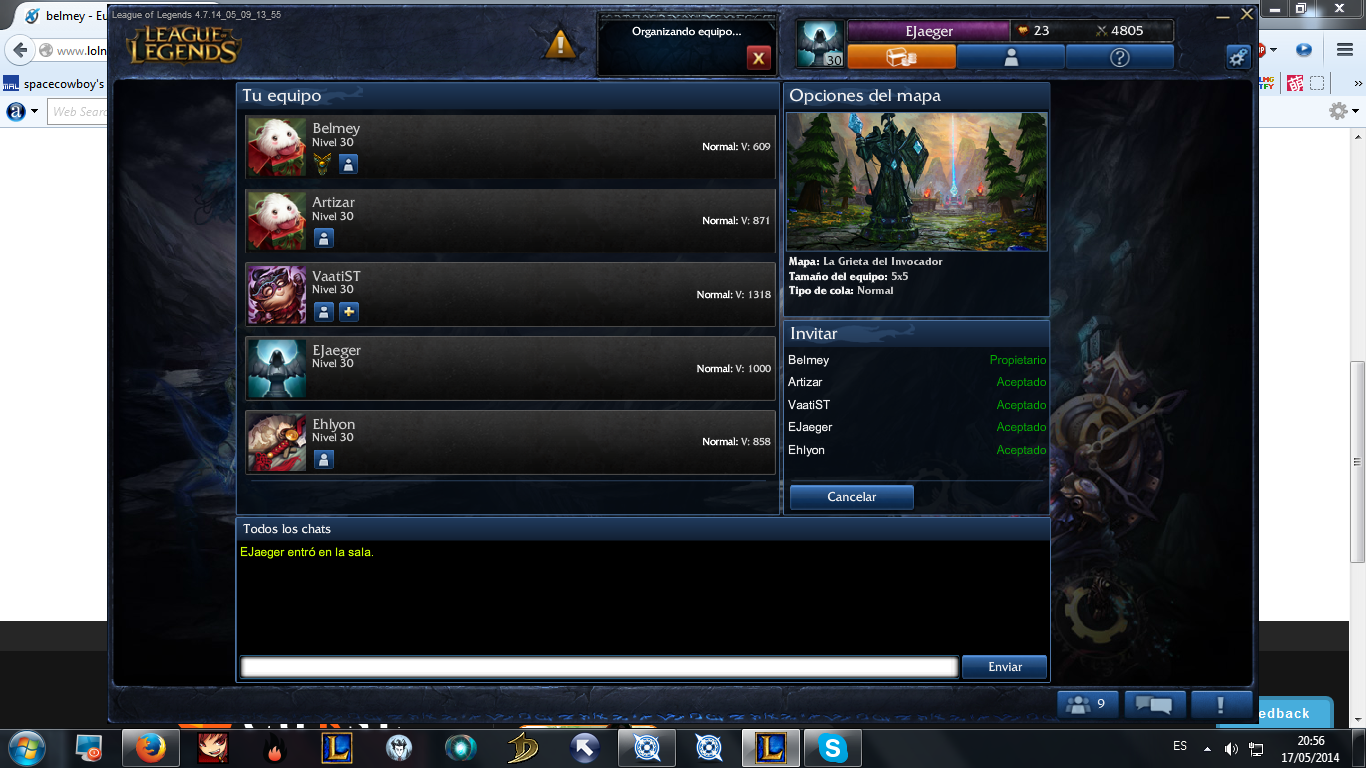 belmey - Eu
www.loln
spacecowboy's
Web Searc
League of Legends 4.7.14_05_09_13_55
LEAGUE OF LEGENDS
Organizando equipo...
X
30
EJaeger
23
4805
Tu equipo
Belmey
Nivel 30
Normal: V: 609
Artizar
Nivel 30
Normal: V: 871
VaatiST
Nivel 30
Normal: V: 1318
EJaeger
Nivel 30
Normal: V: 1000
Ehlyon
Nivel 30
Normal: V: 858
Opciones del mapa
Mapa: La Grieta del Invocador
Tamaño del equipo: 5x5
Tipo de cola: Normal
Invitar
Belmey Propietario
Artizar Aceptado
VaatiST Aceptado
EJaeger Aceptado
Ehlyon Aceptado
Cancelar
Todos los chats
EJaeger entró en la sala.
Enviar
9
edback
ES
20:56
17/05/2014